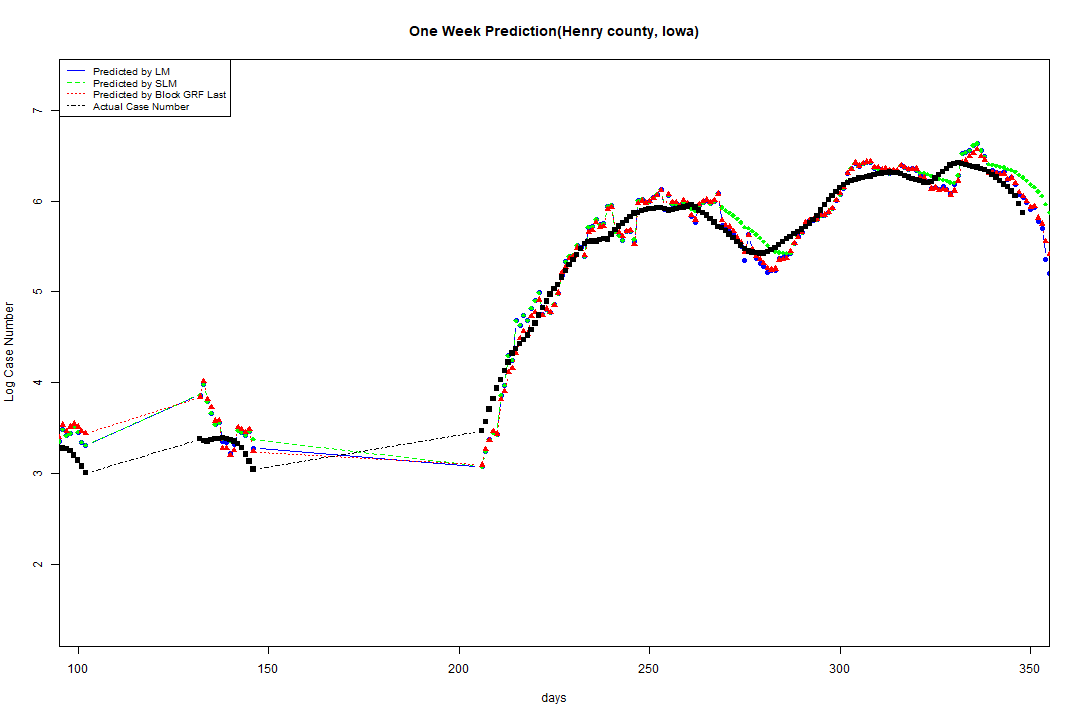 One Week Prediction(Henry county, Iowa)
Predicted by LM
Predicted by SLM
Predicted by Block GRF Last
Actual Case Number
7
6
5
4
3
2
Log Case Number
100 150 200 250 300 350
days